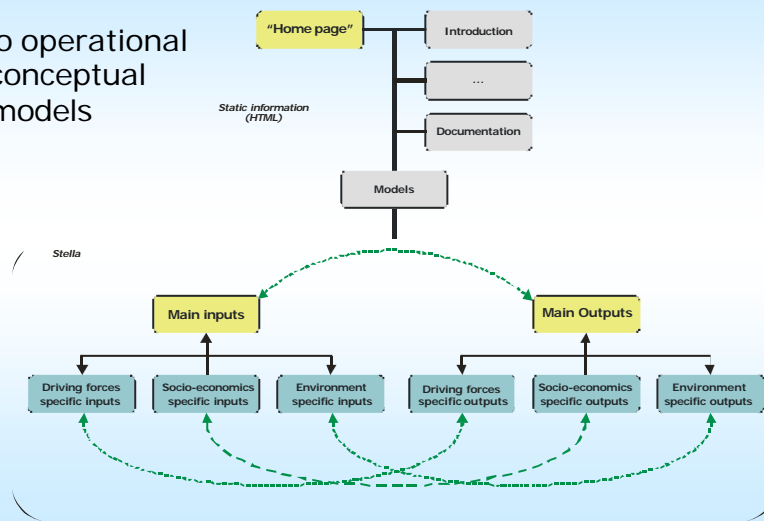 o operational
conceptual
models
“Home page”
Introduction
...
Static information
(HTML)
Documentation
Models
Stella
Main inputs
Main Outputs
Driving forces
specific inputs
Socio-economics
specific inputs
Environment
specific inputs
Driving forces
specific outputs
Socio-economics
specific outputs
Environment
specific outputs